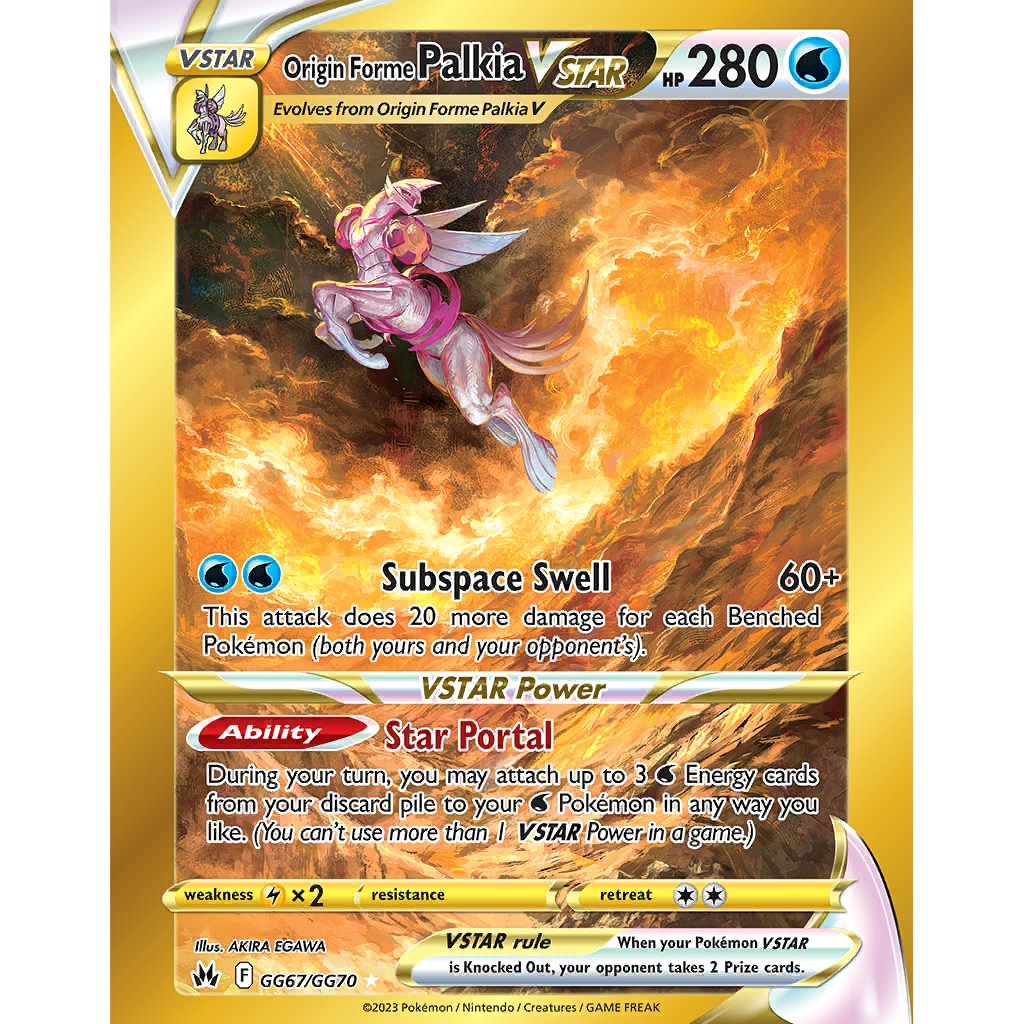 VSTAR
Origin Forme Palkia VSTAR HP 280
Evolves from Origin Forme Palkia V
Subspace Swell 60+
This attack does 20 more damage for each Benched
Pokémon (both yours and your opponent's).
VSTAR Power
Ability Star Portal
During your turn, you may attach up to 3 Energy cards
from your discard pile to your Pokémon in any way you
like. (You can't use more than 1 VSTAR Power in a game.)
weakness ×2 resistance retreat
Illus. AKIRA EGAWA
VSTAR rule When your Pokémon VSTAR
is Knocked Out, your opponent takes 2 Prize cards.
F GG67/GG70
©2023 Pokémon / Nintendo / Creatures / GAME FREAK